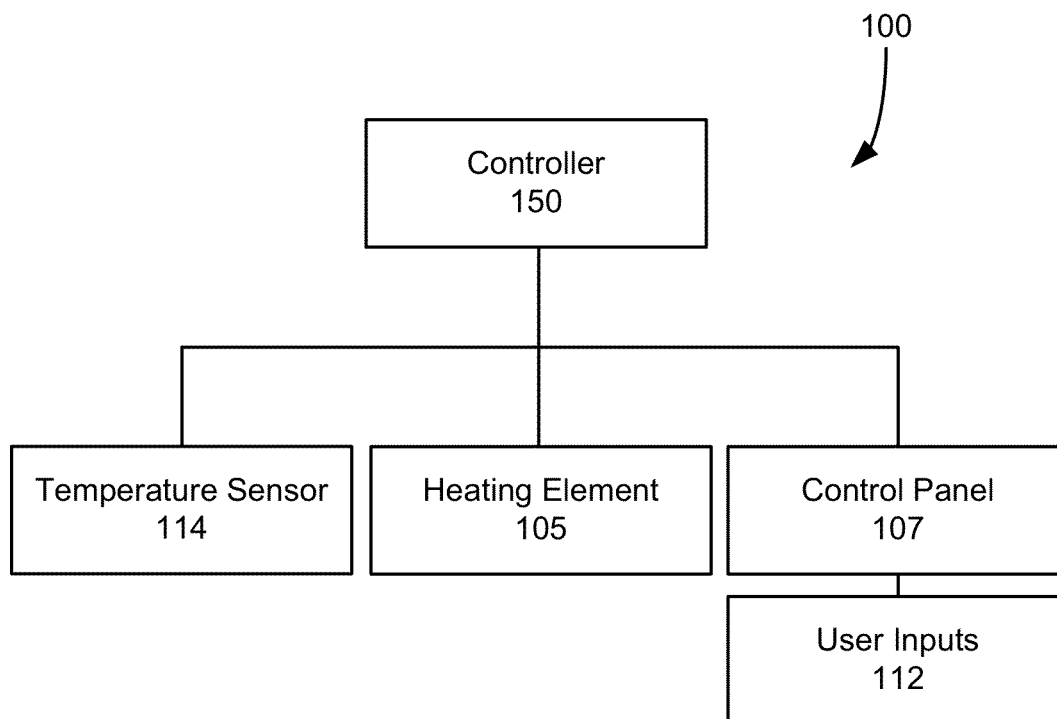 100
Controller
150
Temperature Sensor
114
Heating Element
105
Control Panel
107
User Inputs
112